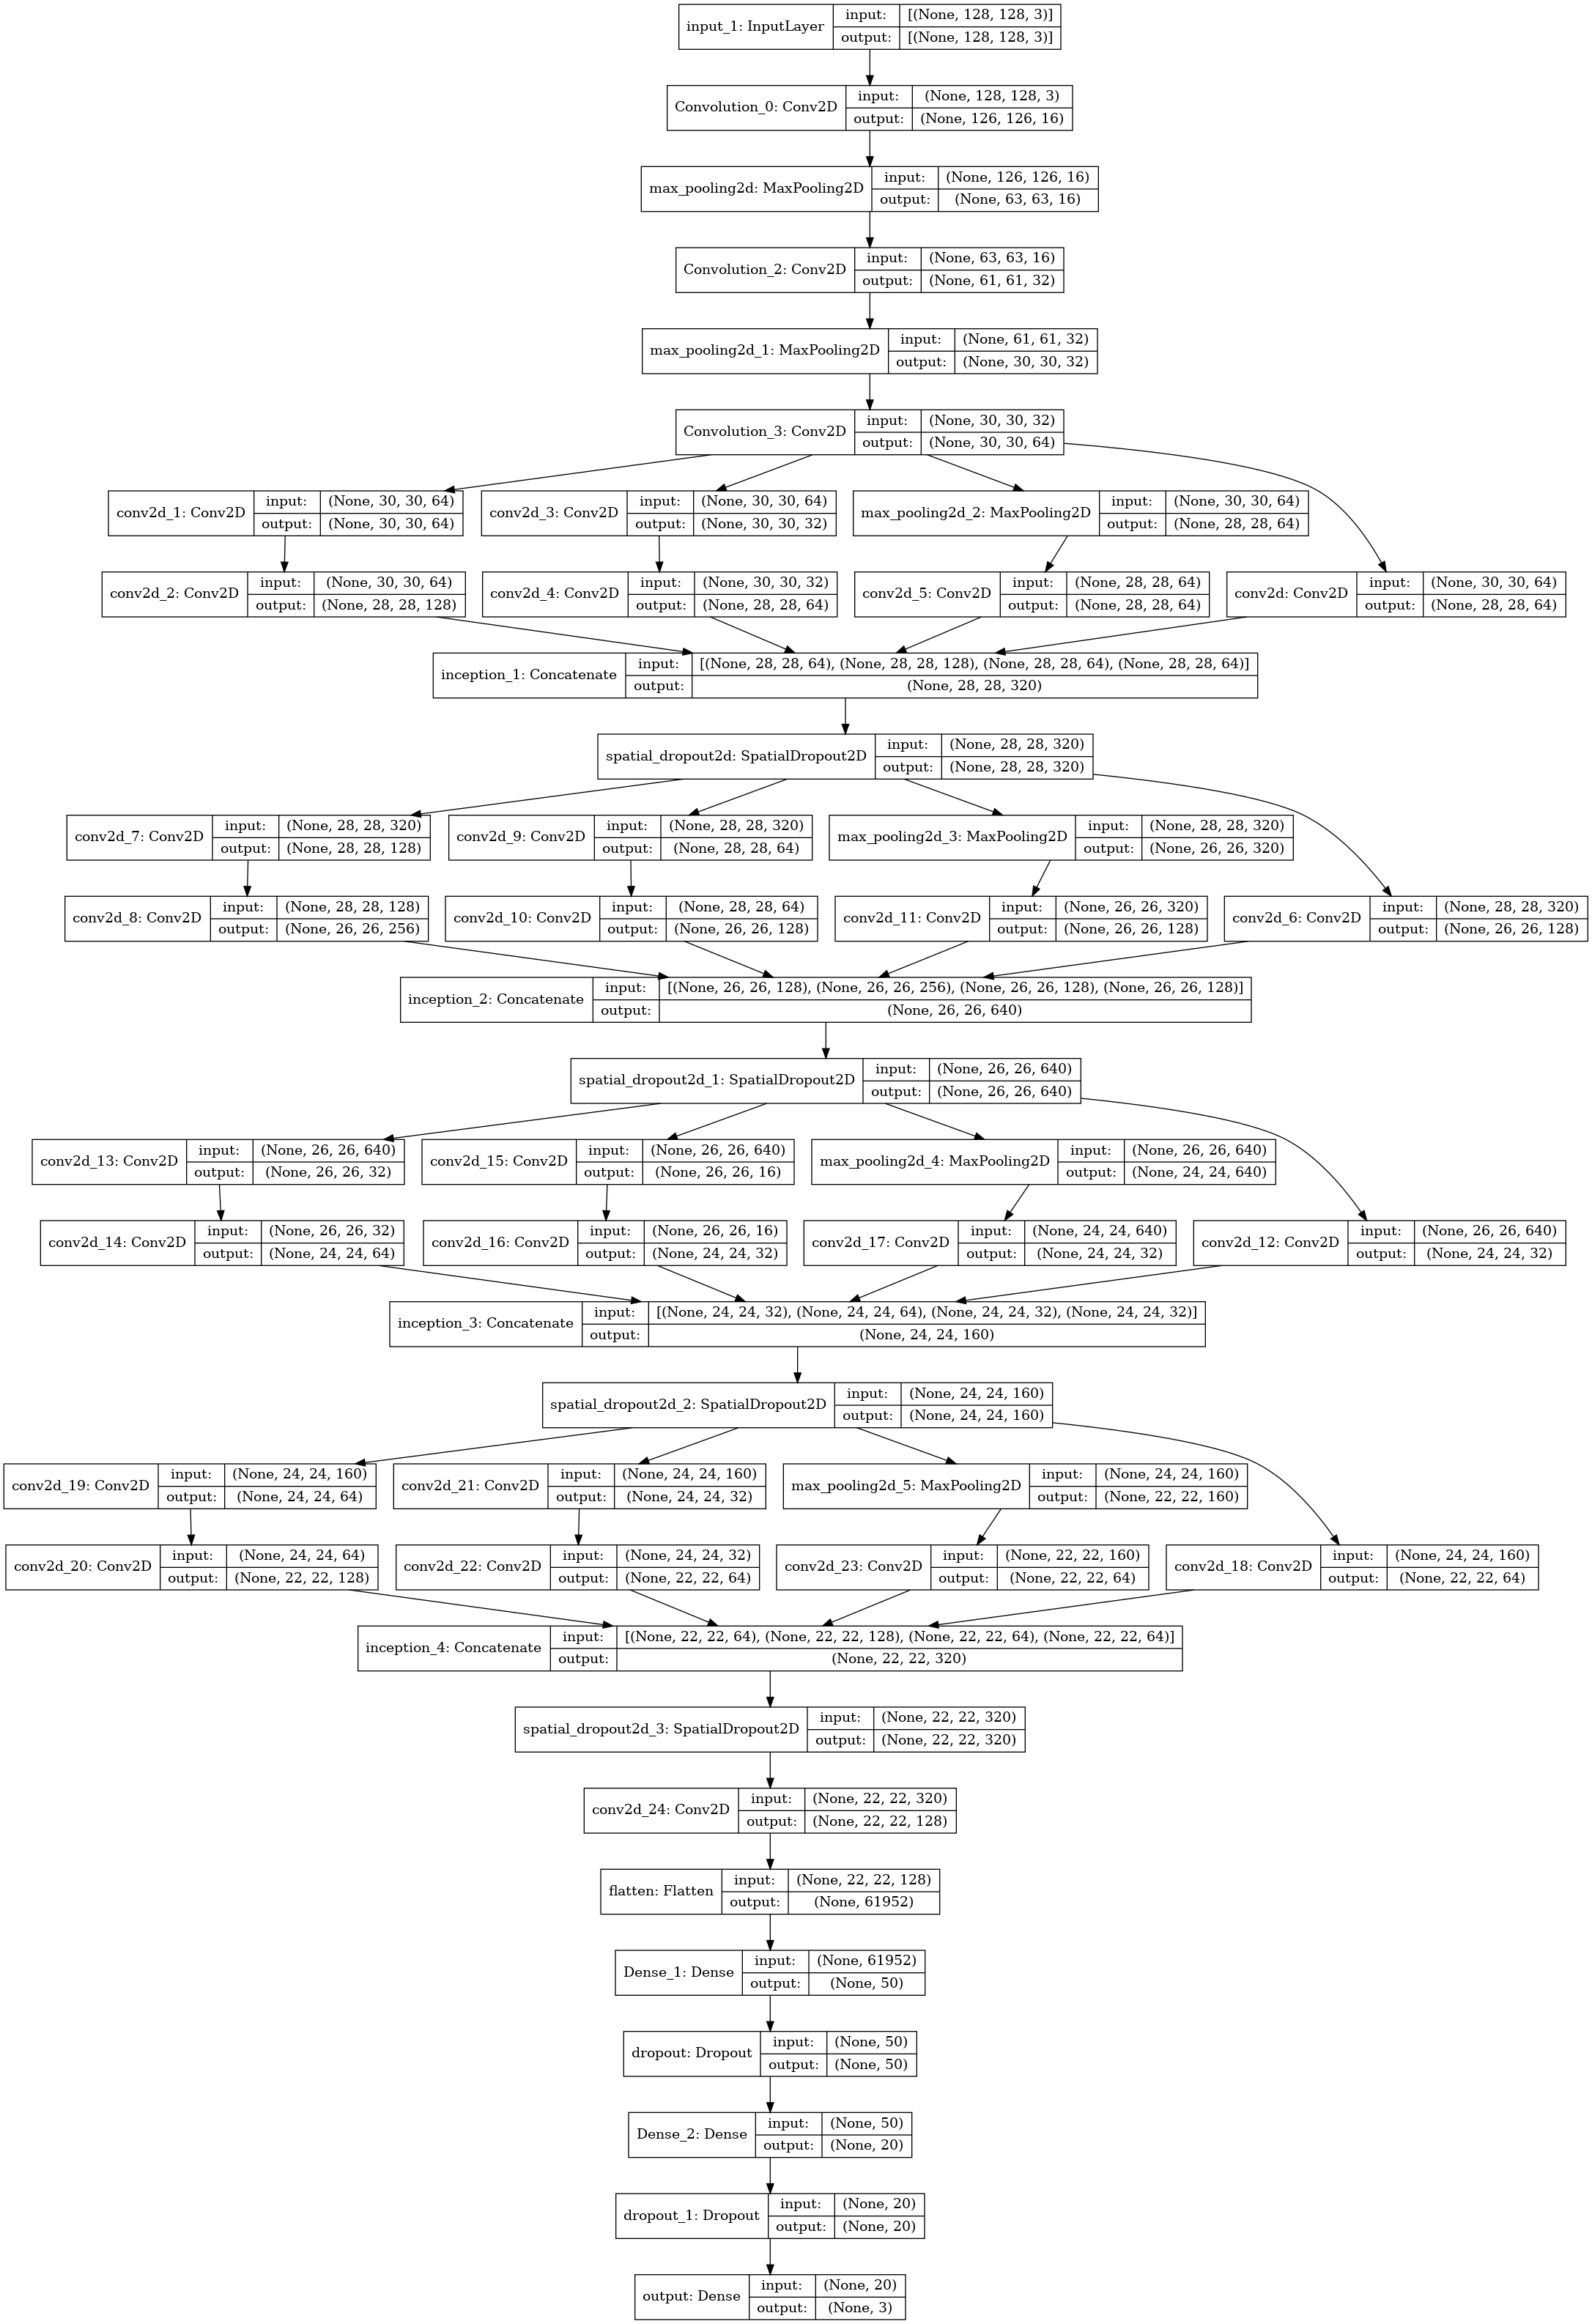 input_1: InputLayer
input: [(None, 128, 128, 3)]
output: [(None, 128, 128, 3)]
Convolution_0: Conv2D
input: (None, 128, 128, 3)
output: (None, 126, 126, 16)
max_pooling2d: MaxPooling2D
input: (None, 126, 126, 16)
output: (None, 63, 63, 16)
Convolution_2: Conv2D
input: (None, 63, 63, 16)
output: (None, 61, 61, 32)
max_pooling2d_1: MaxPooling2D
input: (None, 61, 61, 32)
output: (None, 30, 30, 32)
Convolution_3: Conv2D
input: (None, 30, 30, 32)
output: (None, 30, 30, 64)
conv2d_1: Conv2D
input: (None, 30, 30, 64)
output: (None, 30, 30, 64)
conv2d_3: Conv2D
input: (None, 30, 30, 64)
output: (None, 30, 30, 32)
max_pooling2d_2: MaxPooling2D
input: (None, 30, 30, 64)
output: (None, 28, 28, 64)
conv2d_2: Conv2D
input: (None, 30, 30, 64)
output: (None, 28, 28, 128)
conv2d_4: Conv2D
input: (None, 30, 30, 32)
output: (None, 28, 28, 64)
conv2d_5: Conv2D
input: (None, 28, 28, 64)
output: (None, 28, 28, 64)
conv2d: Conv2D
input: (None, 30, 30, 64)
output: (None, 28, 28, 64)
inception_1: Concatenate
input: [(None, 28, 28, 64), (None, 28, 28, 128), (None, 28, 28, 64), (None, 28, 28, 64)]
output: (None, 28, 28, 320)
spatial_dropout2d: SpatialDropout2D
input: (None, 28, 28, 320)
output: (None, 28, 28, 320)
conv2d_7: Conv2D
input: (None, 28, 28, 320)
output: (None, 28, 28, 128)
conv2d_9: Conv2D
input: (None, 28, 28, 320)
output: (None, 28, 28, 64)
max_pooling2d_3: MaxPooling2D
input: (None, 28, 28, 320)
output: (None, 26, 26, 320)
conv2d_8: Conv2D
input: (None, 28, 28, 128)
output: (None, 26, 26, 256)
conv2d_10: Conv2D
input: (None, 28, 28, 64)
output: (None, 26, 26, 128)
conv2d_11: Conv2D
input: (None, 26, 26, 320)
output: (None, 26, 26, 128)
conv2d_6: Conv2D
input: (None, 28, 28, 320)
output: (None, 26, 26, 128)
inception_2: Concatenate
input: [(None, 26, 26, 128), (None, 26, 26, 256), (None, 26, 26, 128), (None, 26, 26, 128)]
output: (None, 26, 26, 640)
spatial_dropout2d_1: SpatialDropout2D
input: (None, 26, 26, 640)
output: (None, 26, 26, 640)
conv2d_13: Conv2D
input: (None, 26, 26, 640)
output: (None, 26, 26, 32)
conv2d_15: Conv2D
input: (None, 26, 26, 640)
output: (None, 26, 26, 16)
max_pooling2d_4: MaxPooling2D
input: (None, 26, 26, 640)
output: (None, 24, 24, 640)
conv2d_14: Conv2D
input: (None, 26, 26, 32)
output: (None, 24, 24, 64)
conv2d_16: Conv2D
input: (None, 26, 26, 16)
output: (None, 24, 24, 32)
conv2d_17: Conv2D
input: (None, 24, 24, 640)
output: (None, 24, 24, 32)
conv2d_12: Conv2D
input: (None, 26, 26, 640)
output: (None, 24, 24, 32)
inception_3: Concatenate
input: [(None, 24, 24, 32), (None, 24, 24, 64), (None, 24, 24, 32), (None, 24, 24, 32)]
output: (None, 24, 24, 160)
spatial_dropout2d_2: SpatialDropout2D
input: (None, 24, 24, 160)
output: (None, 24, 24, 160)
conv2d_19: Conv2D
input: (None, 24, 24, 160)
output: (None, 24, 24, 64)
conv2d_21: Conv2D
input: (None, 24, 24, 160)
output: (None, 24, 24, 32)
max_pooling2d_5: MaxPooling2D
input: (None, 24, 24, 160)
output: (None, 22, 22, 160)
conv2d_20: Conv2D
input: (None, 24, 24, 64)
output: (None, 22, 22, 128)
conv2d_22: Conv2D
input: (None, 24, 24, 32)
output: (None, 22, 22, 64)
conv2d_23: Conv2D
input: (None, 22, 22, 160)
output: (None, 22, 22, 64)
conv2d_18: Conv2D
input: (None, 24, 24, 160)
output: (None, 22, 22, 64)
inception_4: Concatenate
input: [(None, 22, 22, 64), (None, 22, 22, 128), (None, 22, 22, 64), (None, 22, 22, 64)]
output: (None, 22, 22, 320)
spatial_dropout2d_3: SpatialDropout2D
input: (None, 22, 22, 320)
output: (None, 22, 22, 320)
conv2d_24: Conv2D
input: (None, 22, 22, 320)
output: (None, 22, 22, 128)
flatten: Flatten
input: (None, 22, 22, 128)
output: (None, 61952)
Dense_1: Dense
input: (None, 61952)
output: (None, 50)
dropout: Dropout
input: (None, 50)
output: (None, 50)
Dense_2: Dense
input: (None, 50)
output: (None, 20)
dropout_1: Dropout
input: (None, 20)
output: (None, 20)
output: Dense
input: (None, 20)
output: (None, 3)